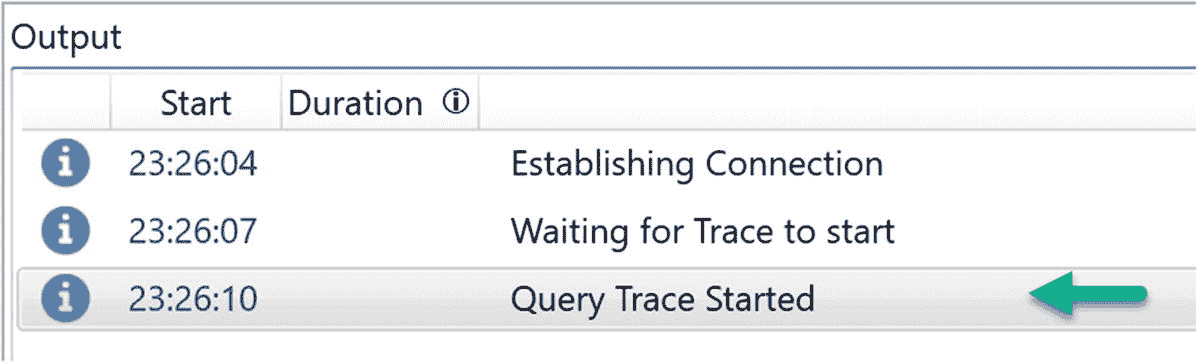 Output
Start Duration
23:26:04 Establishing Connection
23:26:07 Waiting for Trace to start
23:26:10 Query Trace Started